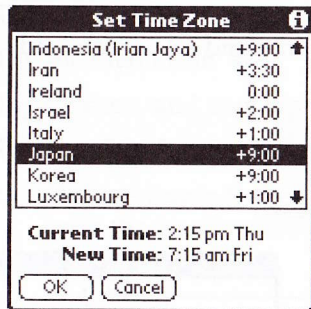 Set Time Zone
Indonesia (Irian Jaya) +9:00
Iran +3:30
Ireland 0:00
Israel +2:00
Italy +1:00
Japan +9:00
Korea +9:00
Luxembourg +1:00
Current Time: 2:15 pm Thu
New Time: 7:15 am Fri
OK Cancel